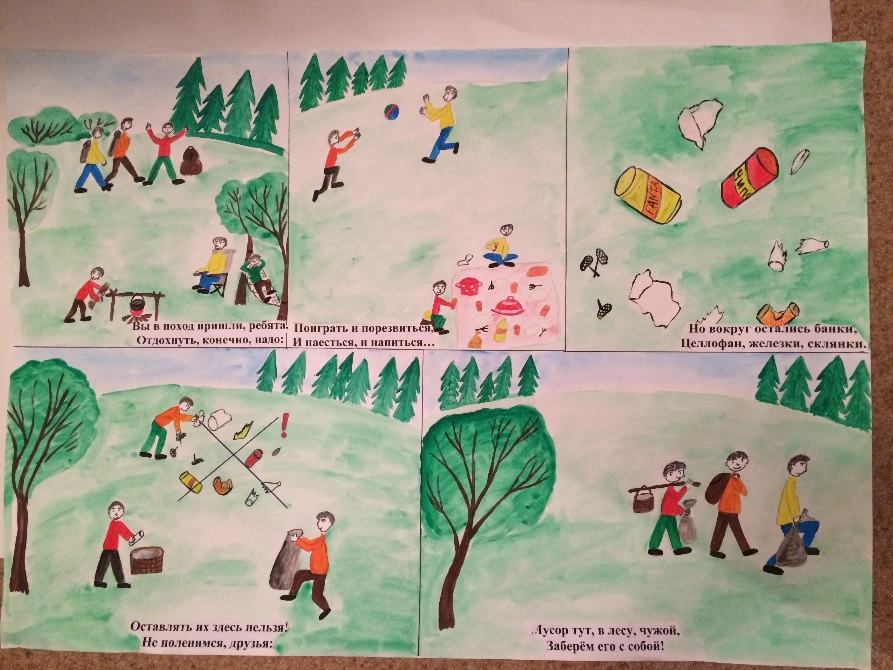 Вы в поход пришли, ребята.
Отдохнуть, конечно, надо:
Поиграть и порезвиться,
И наесться, и напиться…
FANTA
Но вокруг остались банки,
Целлофан, железки, склянки.
!
Оставлять их здесь нельзя!
Не поленимся, друзья:
Мусор тут, в лесу, чужой,
Заберём его с собой!